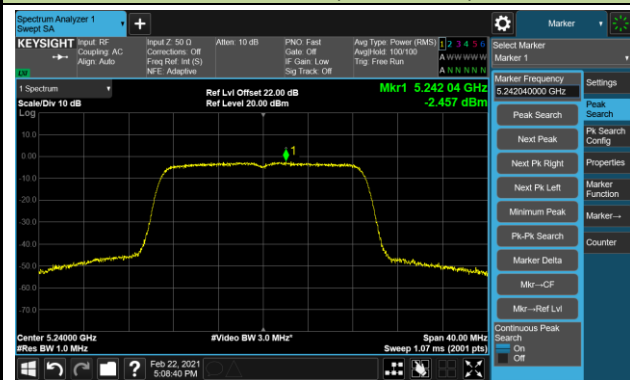 Spectrum Analyzer 1
Swept SA
Marker
KEYSIGHT
Input: RF
Coupling: AC
Align: Auto
Input Z: 50 Ω
Corrections: Off
Freq Ref: Int (S)
NFE: Adaptive
Atten: 10 dB
PNO: Fast
Gate: Off
IF Gain: Low
Sig Track: Off
Avg Type: Power (RMS)
Avg|Hold: 100/100
Trig: Free Run
1 2 3 4 5 6
A W W W W W
A N N N N N
Select Marker
Marker 1
1 Spectrum
Scale/Div 10 dB
Log
Ref Lvl Offset 22.00 dB
Ref Level 20.00 dBm
Mkr1 5.242 04 GHz
-2.457 dBm
10.0
0.00
-10.0
-20.0
-30.0
-40.0
-50.0
-60.0
-70.0
1
Center 5.24000 GHz
#Res BW 1.0 MHz
#Video BW 3.0 MHz*
Span 40.00 MHz
Sweep 1.07 ms (2001 pts)
Marker Frequency
5.242040000 GHz
Peak Search
Next Peak
Next Pk Right
Next Pk Left
Minimum Peak
Pk-Pk Search
Marker Delta
Mkr→CF
Mkr→Ref Lvl
Continuous Peak
Search
On
Off
Settings
Peak
Search
Pk Search
Config
Properties
Marker
Function
Marker→
Counter
Feb 22, 2021
5:08:40 PM